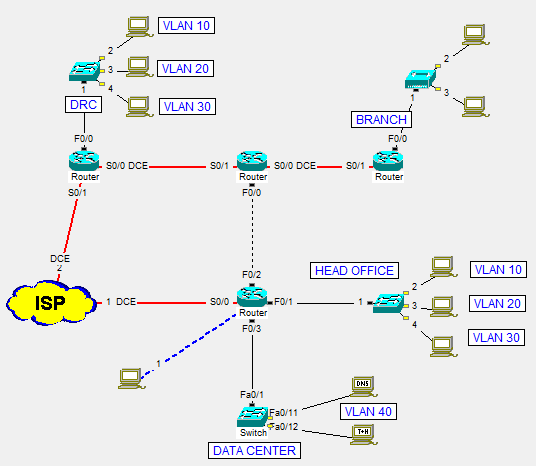 VLAN 10
2
3
VLAN 20
4
1
VLAN 30
DRC
2
3
1
BRANCH
F0/0
F0/0
S0/0 DCE
S0/1
S0/0 DCE
S0/1
Router
Router
Router
S0/1
F0/0
DCE
2
ISP
1 DCE
F0/2
S0/0
F0/1
Router
F0/3
HEAD OFFICE
1
2
3
4
VLAN 10
VLAN 20
VLAN 30
1
Fa0/1
Fa0/11
Fa0/12
Switch
DNS
VLAN 40
T+H
DATA CENTER